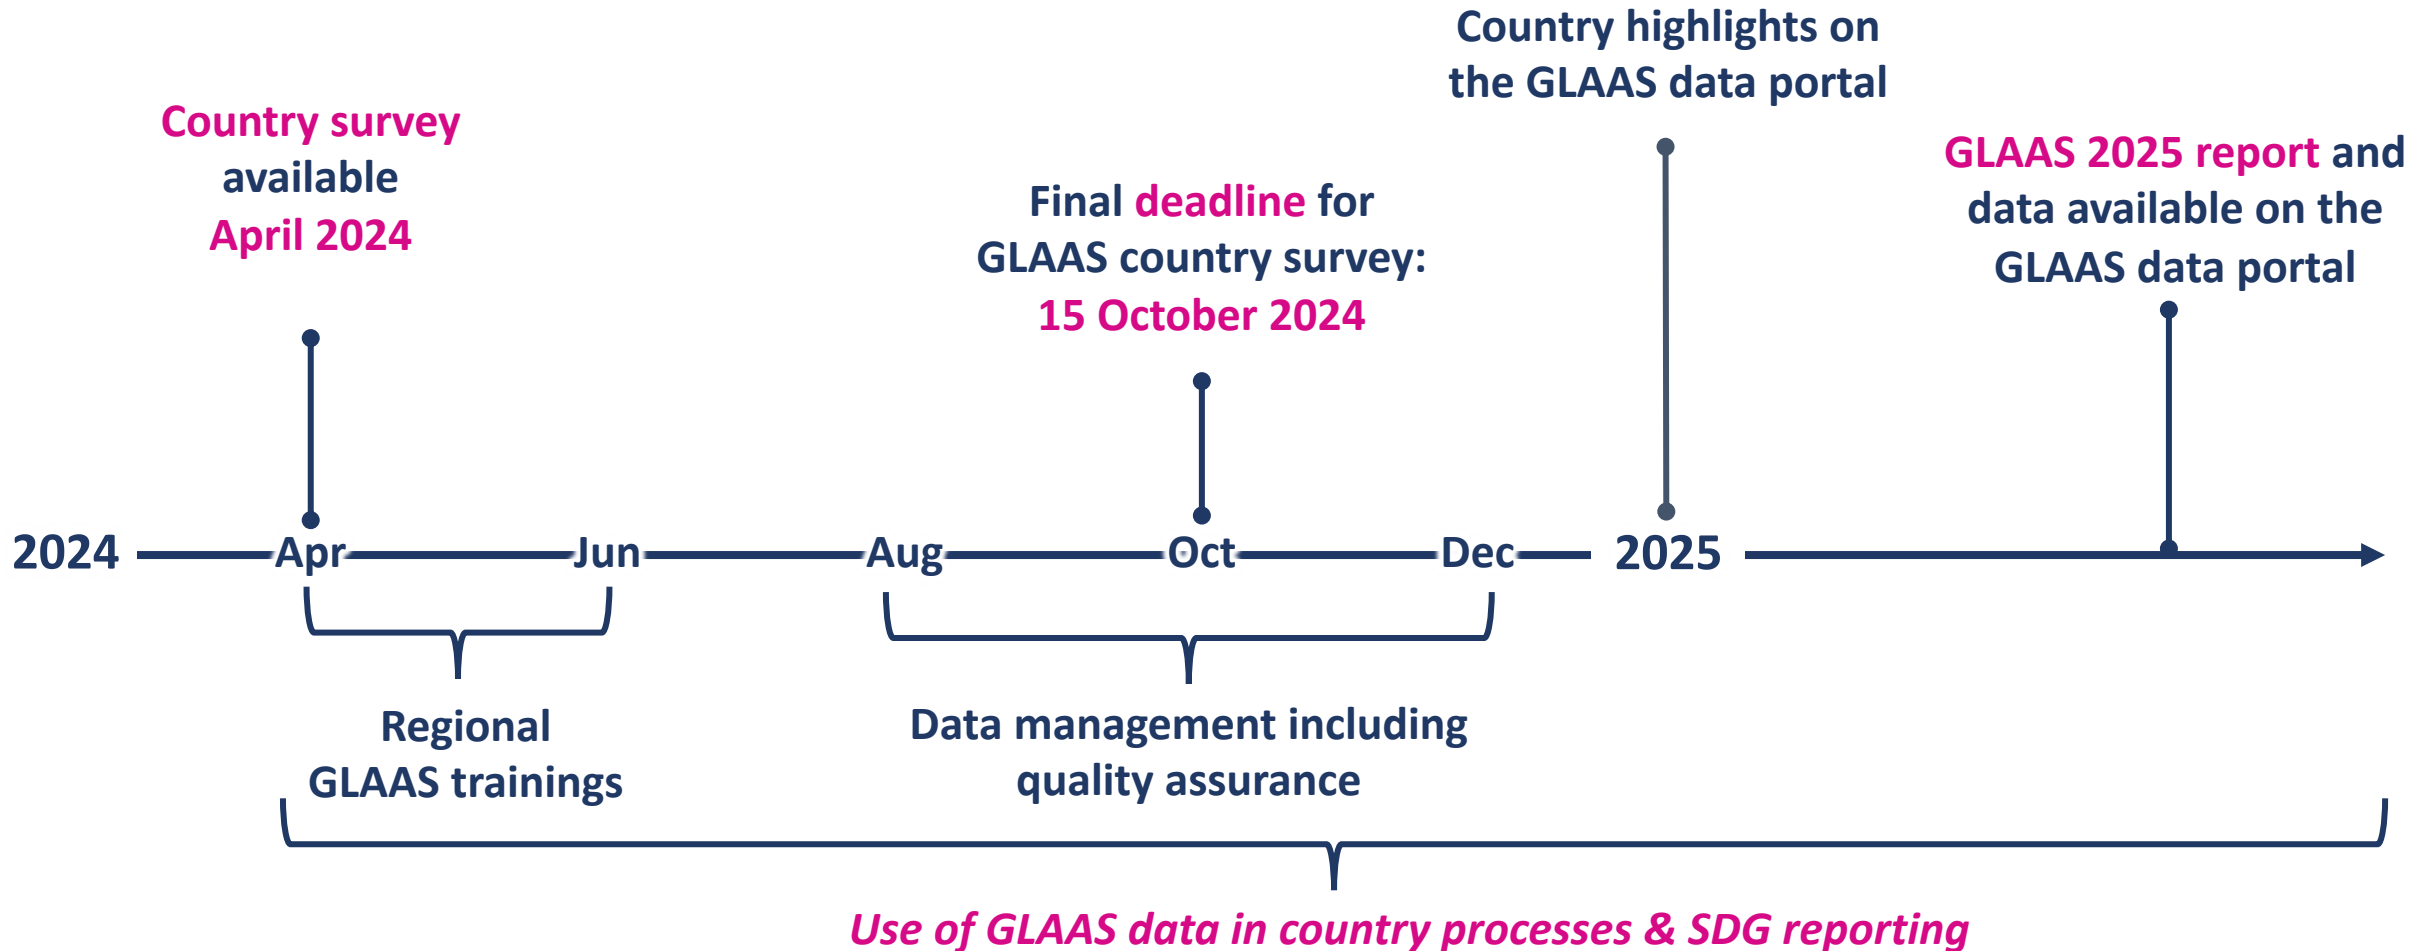 Country highlights on
the GLAAS data portal
Country survey
available
April 2024
Final deadline for
GLAAS country survey:
15 October 2024
GLAAS 2025 report and
data available on the
GLAAS data portal
2024 Apr Jun Aug Oct Dec 2025
Regional
GLAAS trainings
Data management including
quality assurance
Use of GLAAS data in country processes & SDG reporting